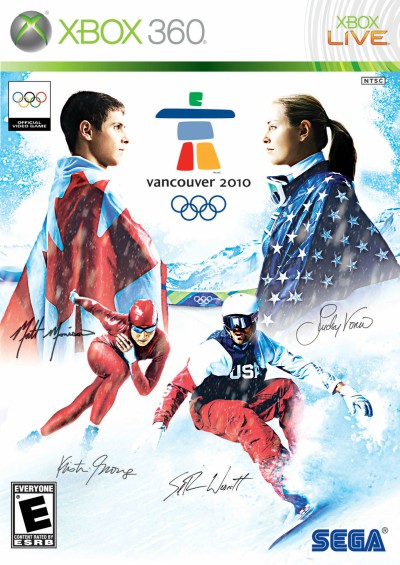 XBOX 360
XBOX
LIVE
NTSC
OFFICIAL
VIDEO GAME
vancouver 2010
USA
EVERYONE
E
CONTENT RATED BY
ESRB
SEGA